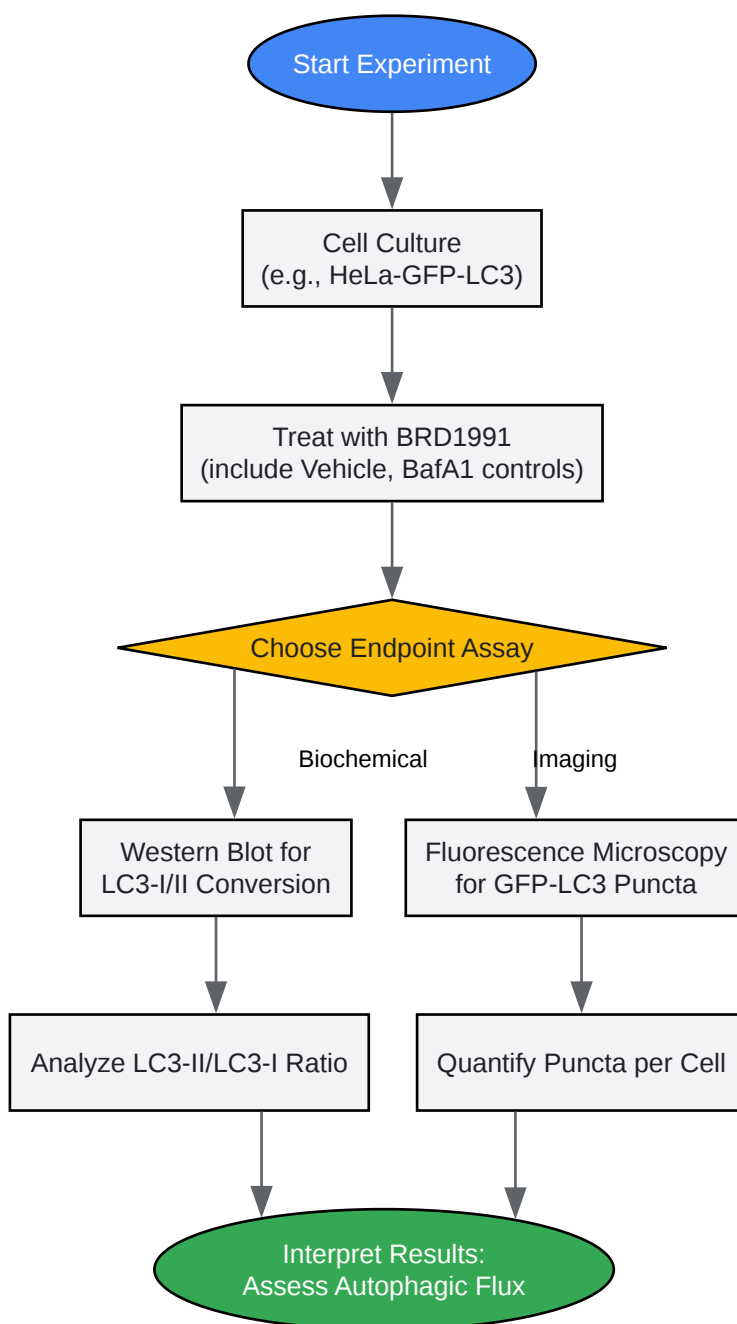 Start Experiment
Cell Culture
(e.g., HeLa-GFP-LC3)
Treat with BRD1991
(include Vehicle, BafA1 controls)
Choose Endpoint Assay
Biochemical
Imaging
Western Blot for
LC3-I/II Conversion
Fluorescence Microscopy
for GFP-LC3 Puncta
Analyze LC3-II/LC3-I Ratio
Quantify Puncta per Cell
Interpret Results:
Assess Autophagic Flux